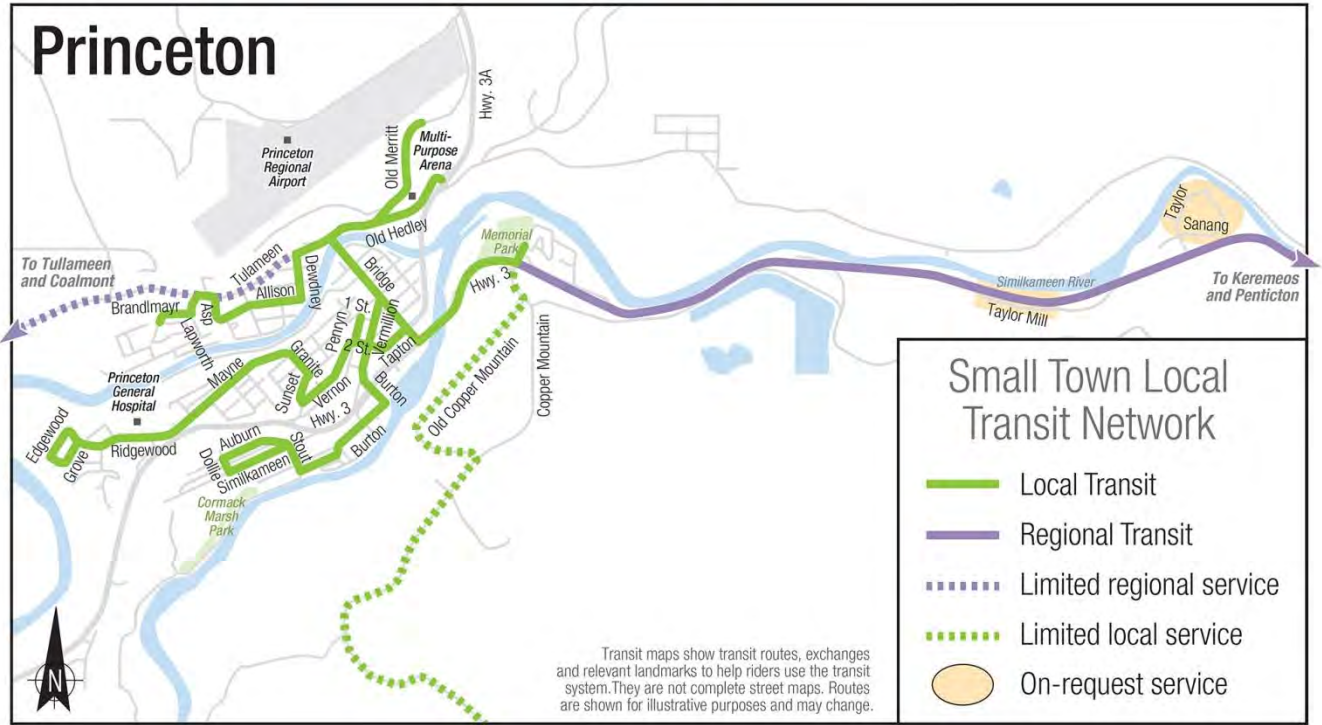 Princeton
Hwy. 3A
Multi-
Purpose
Arena
Old Merritt
Princeton
Regional
Airport
Old Hedley
Memorial
Park
Taylor
Sanang
To Tullameen
and Coalmont
Tulameen
Dewdney
Bridge
Hwy. 3
Similkameen River
To Keremeos
and Penticton
Brandlmayr
Asp
Allison
1 St.
Vermillion
Taylor Mill
Lapworth
Mayne
Granite
Penryn
2 St.
Tapton
Old Copper Mountain
Copper Mountain
Princeton
General
Hospital
Sunset
Vernon
Hwy. 3
Burton
Edgewood
Grove
Ridgewood
Auburn
Dollie
Similkameen
Stout
Burton
Cormack
Marsh
Park
Small Town Local
Transit Network
Local Transit
Regional Transit
Limited regional service
Limited local service
On-request service
N
Transit maps show transit routes, exchanges
and relevant landmarks to help riders use the transit
system.They are not complete street maps. Routes
are shown for illustrative purposes and may change.